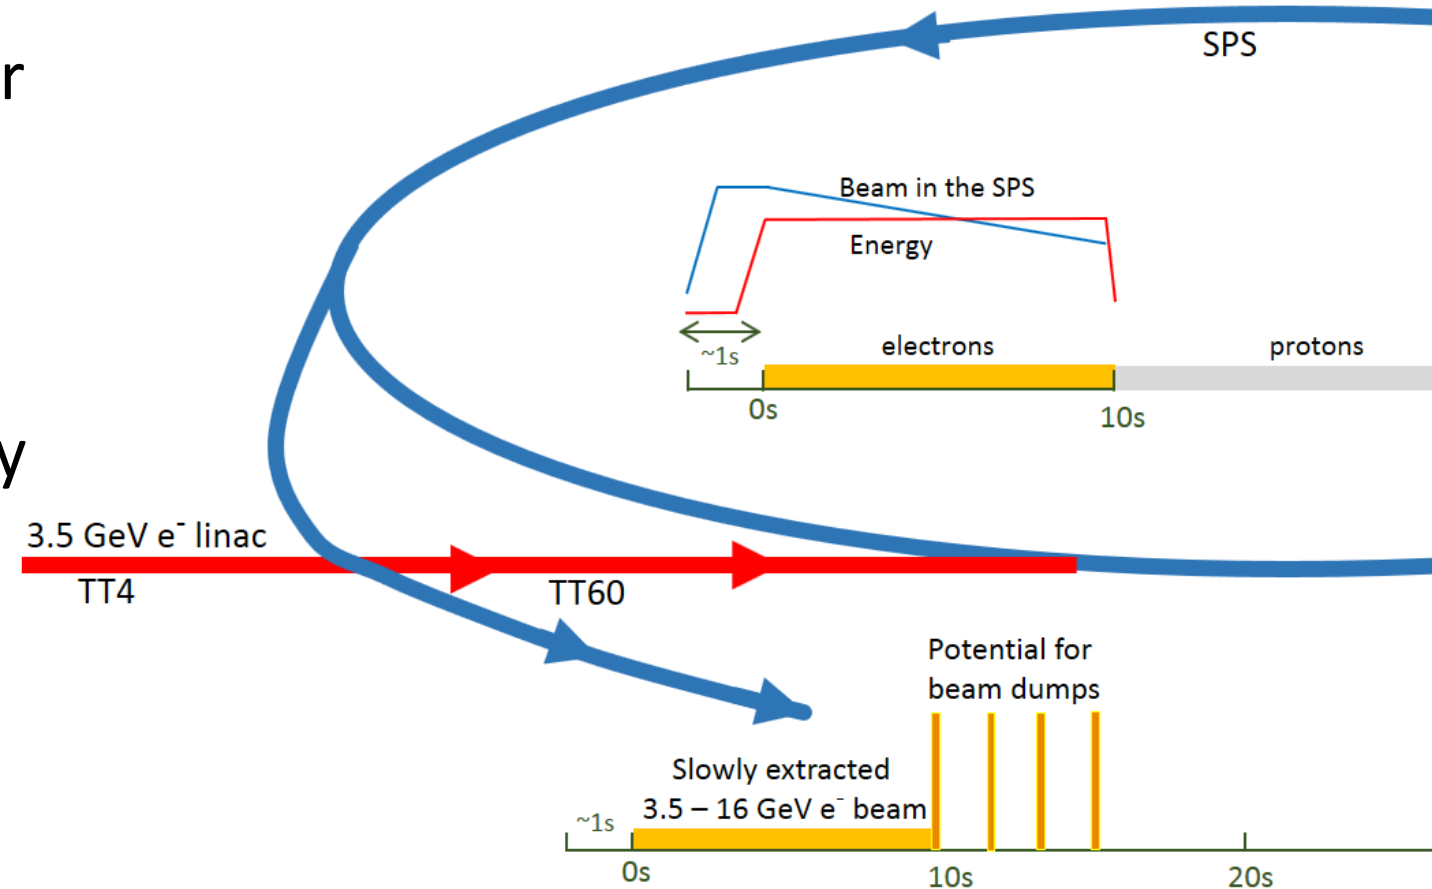 r
SPS
Beam in the SPS
Energy
~1s
electrons
protons
0s
10s
y
3.5 GeV e⁻ linac
TT4
TT60
Potential for
beam dumps
Slowly extracted
3.5 – 16 GeV e⁻ beam
~1s
0s
10s
20s